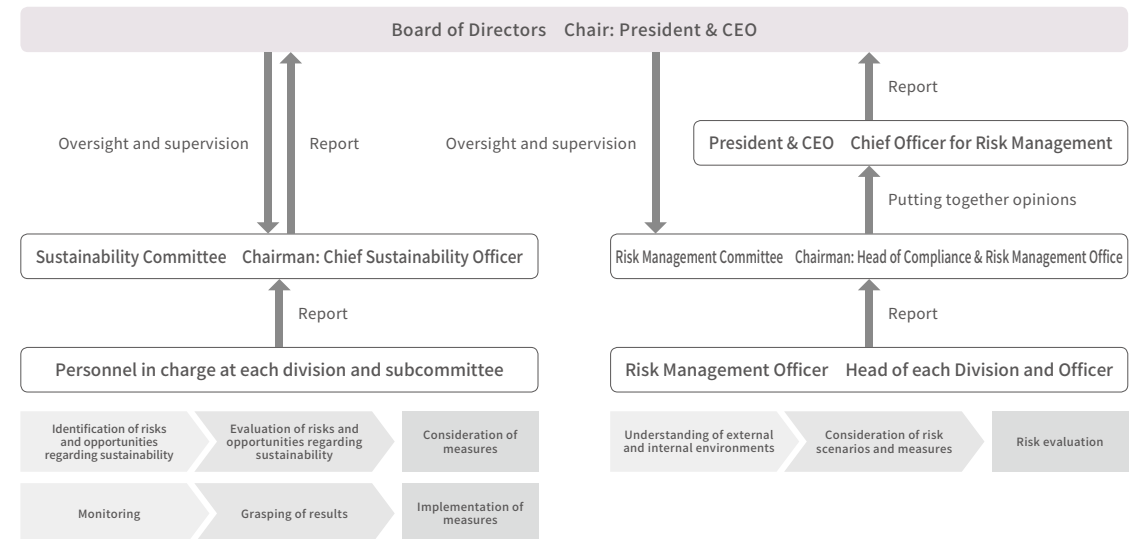 Board of Directors Chair: President & CEO
Report
Oversight and supervision
Report
Oversight and supervision
President & CEO Chief Officer for Risk Management
Putting together opinions
Sustainability Committee Chairman: Chief Sustainability Officer
Risk Management Committee Chairman: Head of Compliance & Risk Management Office
Report
Report
Personnel in charge at each division and subcommittee
Risk Management Officer Head of each Division and Officer
Identification of risks
and opportunities
regarding sustainability
Evaluation of risks and
opportunities regarding
sustainability
Consideration of
measures
Understanding of external
and internal environments
Consideration of risk
scenarios and measures
Risk evaluation
Monitoring
Grasping of results
Implementation of
measures